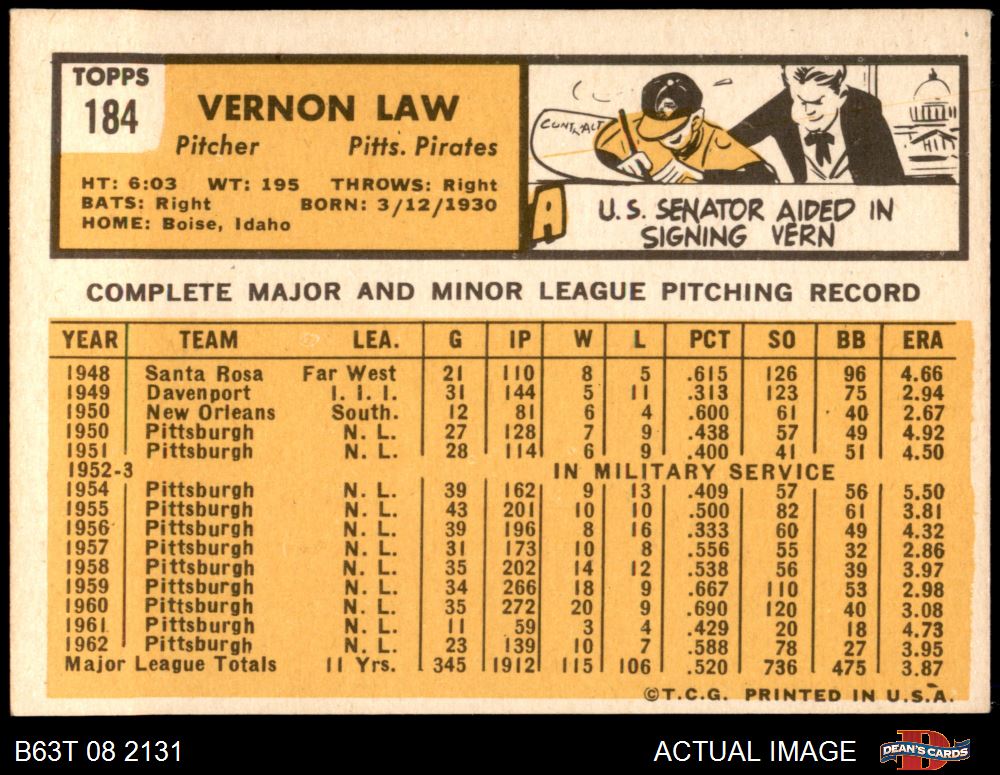 TOPPS
184
VERNON LAW
Pitcher Pitts. Pirates
HT: 6:03 WT: 195 THROWS: Right
BATS: Right BORN: 3/12/1930
HOME: Boise, Idaho
CONTRACT
U.S. SENATOR AIDED IN
SIGNING VERN
COMPLETE MAJOR AND MINOR LEAGUE PITCHING RECORD
YEAR TEAM LEA. G IP W L PCT SO BB ERA
1948 Santa Rosa Far West 21 110 8 5 .615 126 96 4.66
1949 Davenport I. I. I. 31 144 5 11 .313 123 75 2.94
1950 New Orleans South. 12 81 6 4 .600 61 40 2.67
1950 Pittsburgh N. L. 27 128 7 9 .438 57 49 4.92
1951 Pittsburgh N. L. 28 114 6 9 .400 41 51 4.50
1952-3 IN MILITARY SERVICE
1954 Pittsburgh N. L. 39 162 9 13 .409 57 56 5.50
1955 Pittsburgh N. L. 43 201 10 10 .500 82 61 3.81
1956 Pittsburgh N. L. 39 196 8 16 .333 60 49 4.32
1957 Pittsburgh N. L. 31 173 10 8 .556 55 32 2.86
1958 Pittsburgh N. L. 35 202 14 12 .538 56 39 3.97
1959 Pittsburgh N. L. 34 266 18 9 .667 110 53 2.98
1960 Pittsburgh N. L. 35 272 20 9 .690 120 40 3.08
1961 Pittsburgh N. L. 11 59 3 4 .429 20 18 4.73
1962 Pittsburgh N. L. 23 139 10 7 .588 78 27 3.95
Major League Totals 11 Yrs. 345 1912 115 106 .520 736 475 3.87
©T.C.G. PRINTED IN U.S.A.
B63T 08 2131 ACTUAL IMAGE DEAN'S CARDS